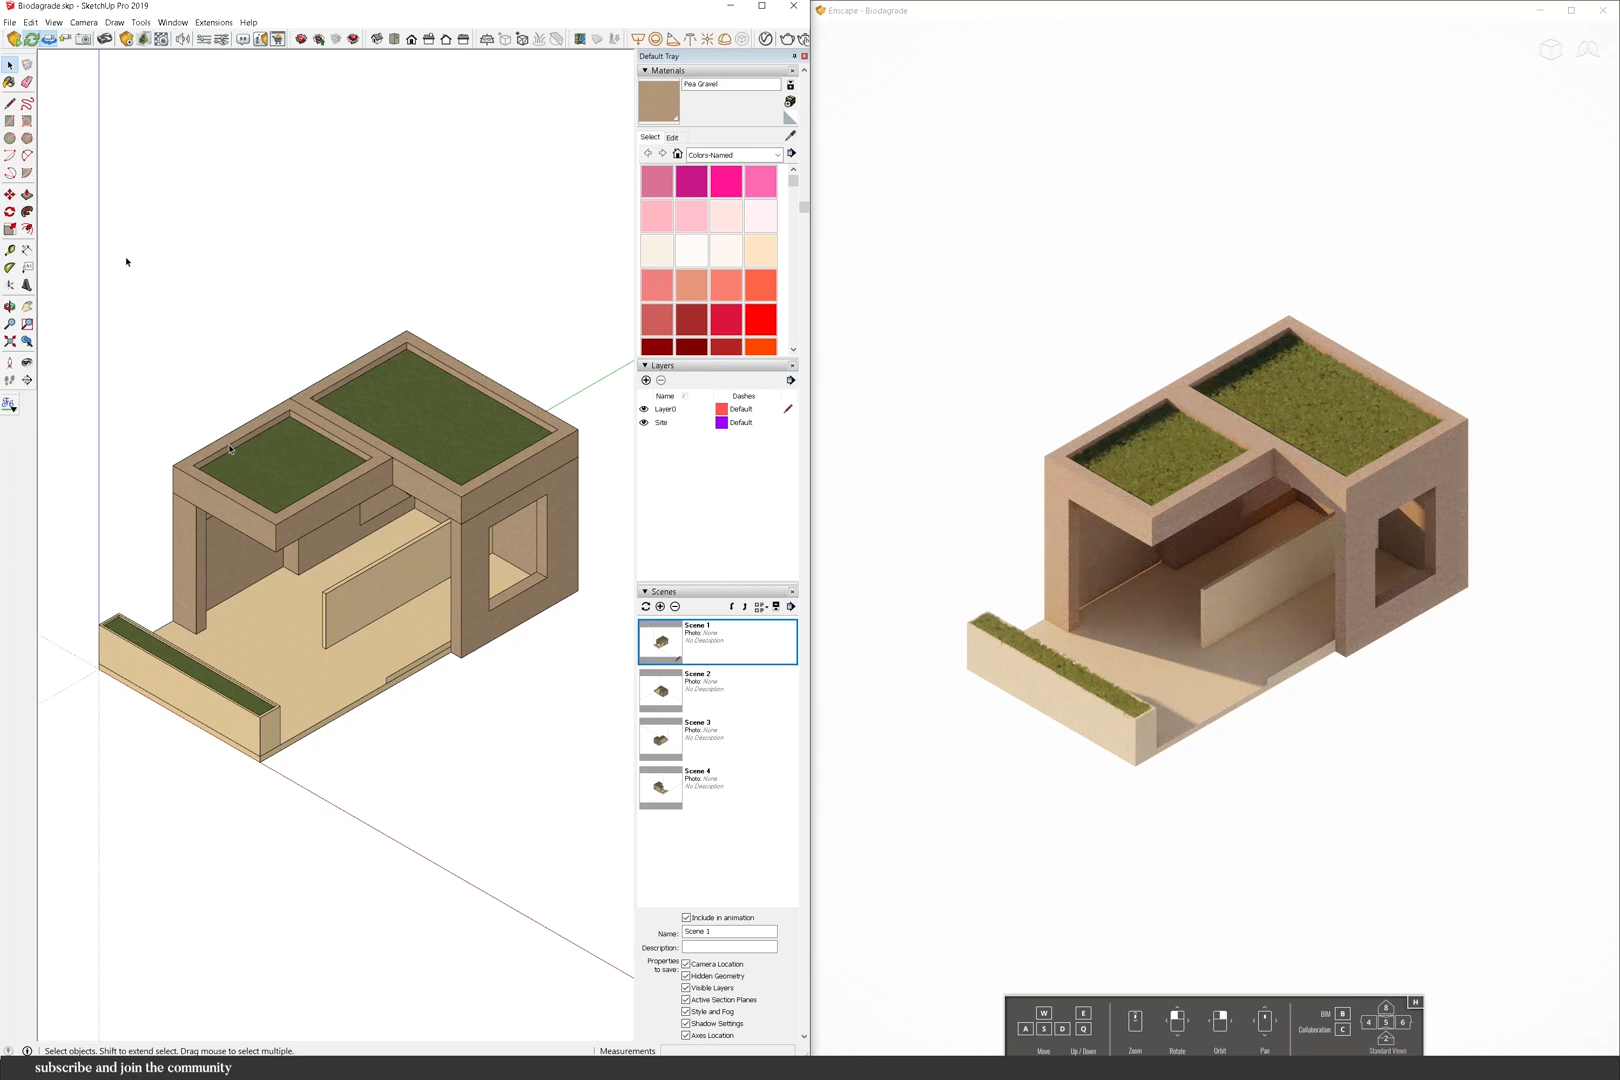 Biodagrade.skp - SketchUp Pro 2019
File Edit View Camera Draw Tools Window Extensions Help
Default Tray
Materials
Pea Gravel
Select Edit
Colors-Named
Layers
Name Dashes
Layer0 Default
Site Default
Scenes
Scene 1
Photo: None
No Description
Scene 2
Photo: None
No Description
Scene 3
Photo: None
No Description
Scene 4
Photo: None
No Description
Include in animation
Name: Scene 1
Description:
Properties to save:
Camera Location
Hidden Geometry
Visible Layers
Active Section Planes
Style and Fog
Shadow Settings
Axes Location
Select objects. Shift to extend select. Drag mouse to select multiple.
Measurements
Enscape - Biodagrade
H
W E
A S D Q
Move Up / Down Zoom Rotate Orbit Pan
BIM B
Collaboration C
8
4 5 6
2
Standard Views
subscribe and join the community